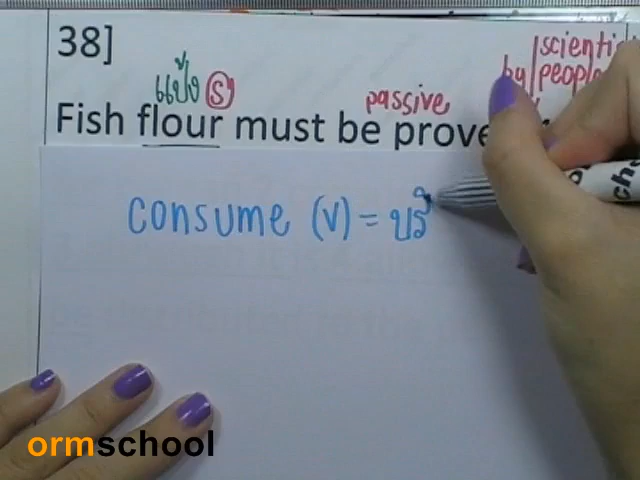 38]
scienti
แป้ง S passive by people
Fish flour must be prove
consume (v) = บริ
ormschool